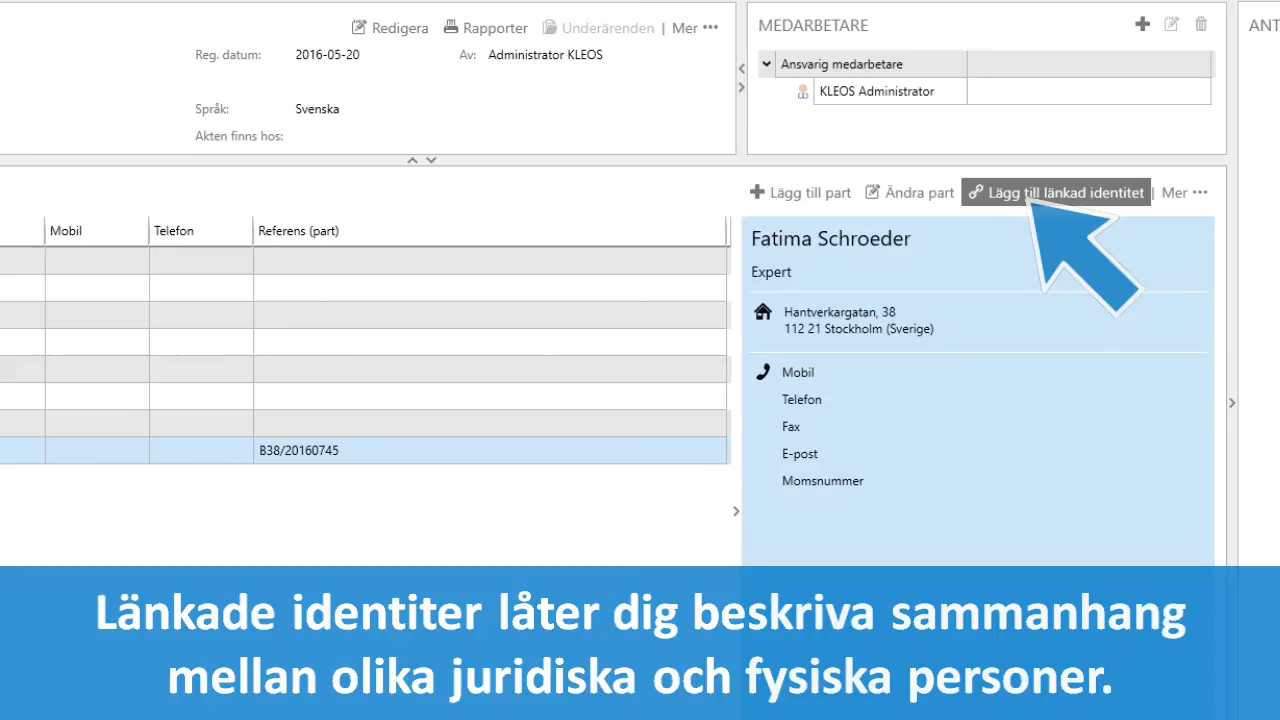 Redigera Rapporter Underärenden | Mer •••
Reg. datum: 2016-05-20 Av: Administrator KLEOS
Språk: Svenska
Akten finns hos:
MEDARBETARE
Ansvarig medarbetare
KLEOS Administrator
ANT
Lägg till part Ändra part Lägg till länkad identitet | Mer •••
Mobil Telefon Referens (part)
B38/20160745
Fatima Schroeder
Expert
Hantverkargatan, 38
112 21 Stockholm (Sverige)
Mobil
Telefon
Fax
E-post
Momsnummer
Länkade identiter låter dig beskriva sammanhang
mellan olika juridiska och fysiska personer.